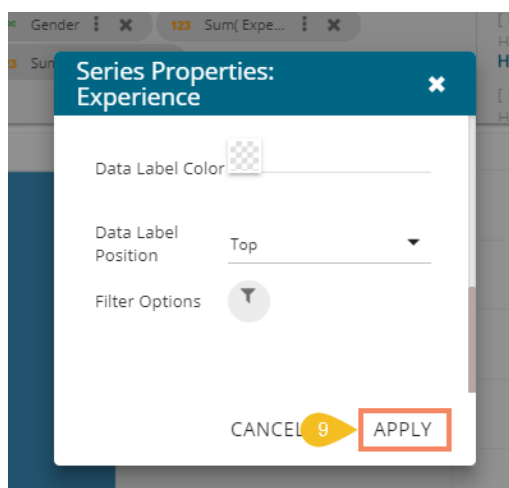 Gender
123 Sum( Expe...
Sun
Series Properties:
Experience
H
Data Label Color
Data Label
Position
Top
Filter Options
CANCEL
9
APPLY